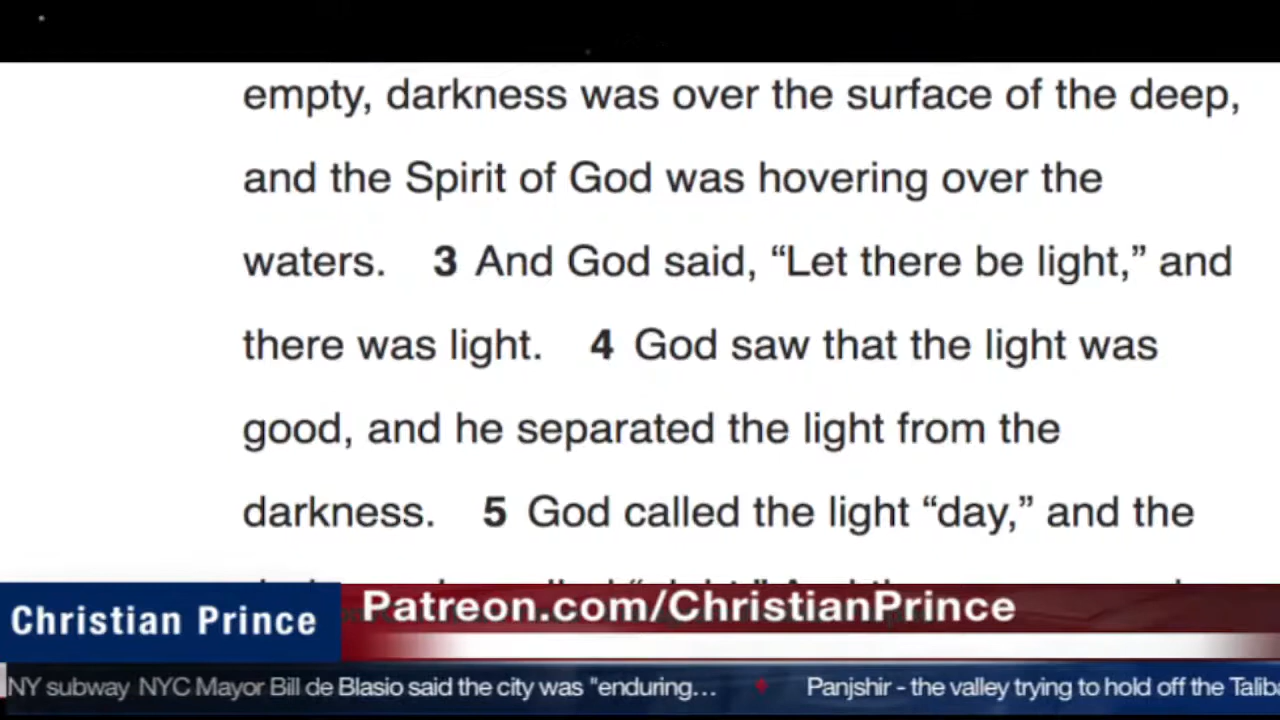 empty, darkness was over the surface of the deep,
and the Spirit of God was hovering over the
waters. 3 And God said, “Let there be light,” and
there was light. 4 God saw that the light was
good, and he separated the light from the
darkness. 5 God called the light “day,” and the
Christian Prince
Patreon.com/ChristianPrince
NY subway NYC Mayor Bill de Blasio said the city was "enduring...
Panjshir - the valley trying to hold off the Taliba